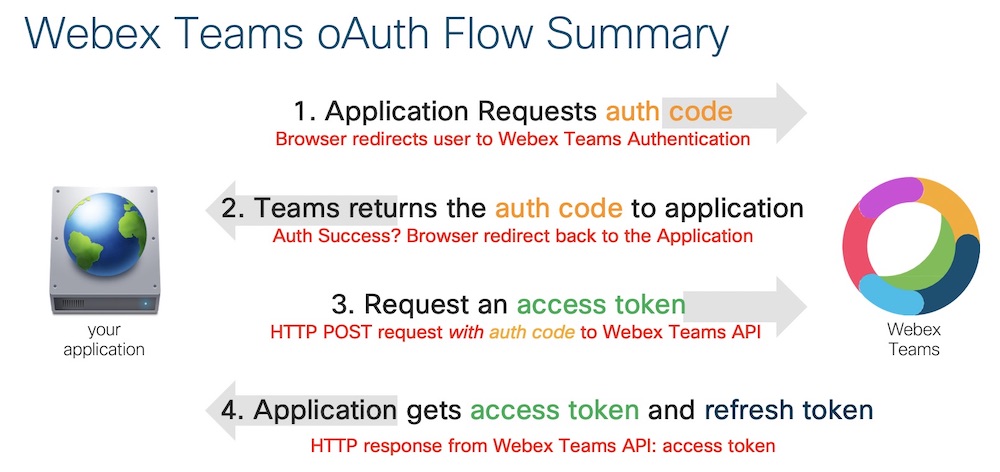 Webex Teams oAuth Flow Summary
1. Application Requests auth code
Browser redirects user to Webex Teams Authentication
2. Teams returns the auth code to application
Auth Success? Browser redirect back to the Application
3. Request an access token
HTTP POST request with auth code to Webex Teams API
your
application
Webex
Teams
4. Application gets access token and refresh token
HTTP response from Webex Teams API: access token